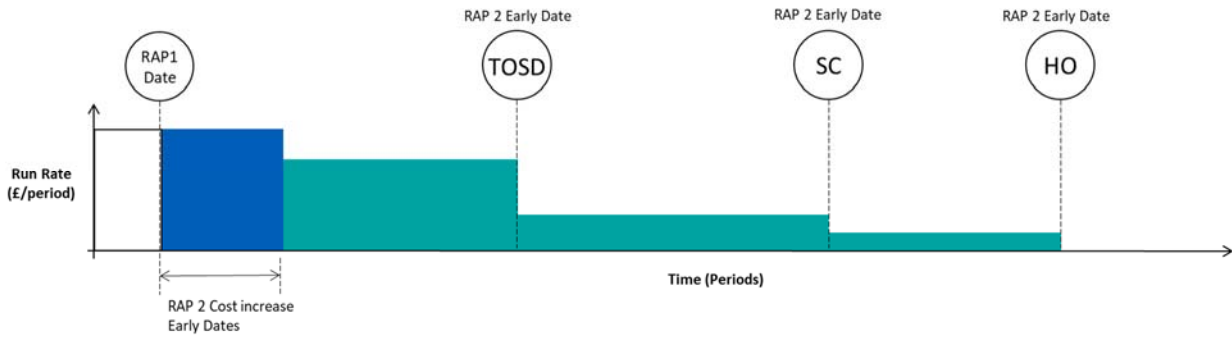 RAP 2 Early Date
RAP 2 Early Date
RAP 2 Early Date
RAP1
Date
TOSD
SC
HO
Run Rate
(£/period)
Time (Periods)
RAP 2 Cost increase
Early Dates